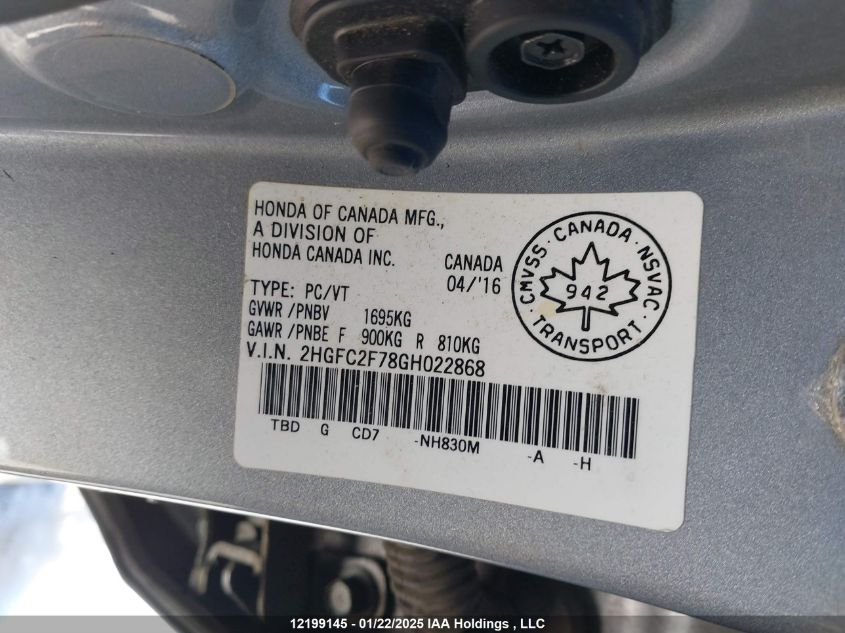 HONDA OF CANADA MFG.,
A DIVISION OF
HONDA CANADA INC. CANADA
04/'16
TYPE: PC/VT
GVWR/PNBV 1695KG
GAWR/PNBE F 900KG R 810KG
V.I.N. 2HGFC2F78GH022868
TBD G CD7 -NH830M -A -H
CMVSS · CANADA · NSVAC ·
942
TRANSPORT
12199145 - 01/22/2025 IAA Holdings , LLC